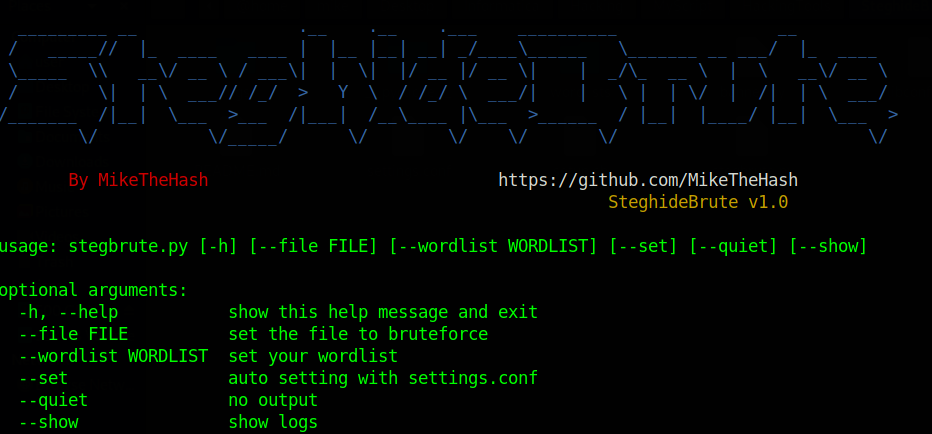 SteghideBrute
By MikeTheHash https://github.com/MikeTheHash
SteghideBrute v1.0
usage: stegbrute.py [-h] [--file FILE] [--wordlist WORDLIST] [--set] [--quiet] [--show]
optional arguments:
-h, --help show this help message and exit
--file FILE set the file to bruteforce
--wordlist WORDLIST set your wordlist
--set auto setting with settings.conf
--quiet no output
--show show logs